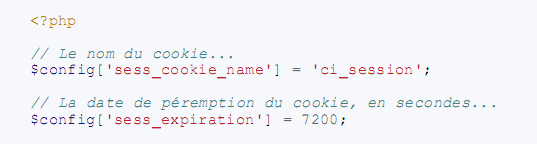 <?php
// Le nom du cookie...
$config['sess_cookie_name'] = 'ci_session';
// La date de péremption du cookie, en secondes...
$config['sess_expiration'] = 7200;